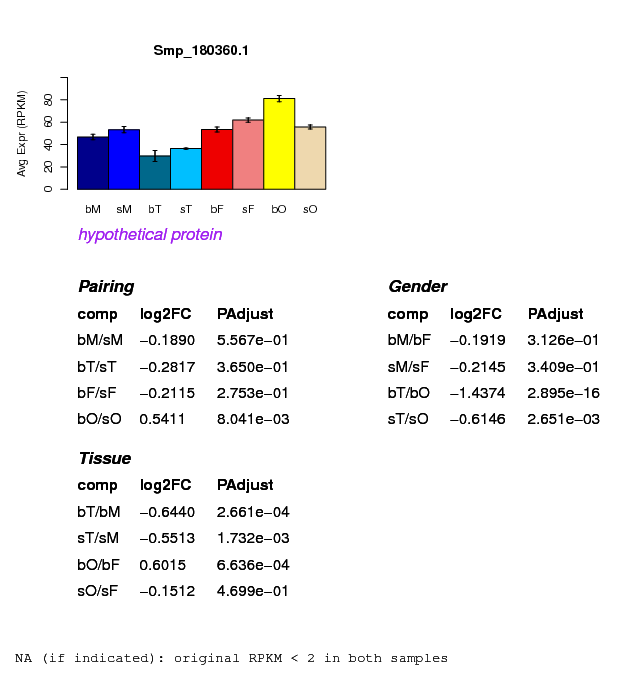 Smp_180360.1
Avg Expr (RPKM)
0 20 40 60 80
bM sM bT sT bF sF bO sO
hypothetical protein
Pairing
comp log2FC PAdjust
bM/sM −0.1890 5.567e−01
bT/sT −0.2817 3.650e−01
bF/sF −0.2115 2.753e−01
bO/sO 0.5411 8.041e−03
Gender
comp log2FC PAdjust
bM/bF −0.1919 3.126e−01
sM/sF −0.2145 3.409e−01
bT/bO −1.4374 2.895e−16
sT/sO −0.6146 2.651e−03
Tissue
comp log2FC PAdjust
bT/bM −0.6440 2.661e−04
sT/sM −0.5513 1.732e−03
bO/bF 0.6015 6.636e−04
sO/sF −0.1512 4.699e−01
NA (if indicated): original RPKM < 2 in both samples